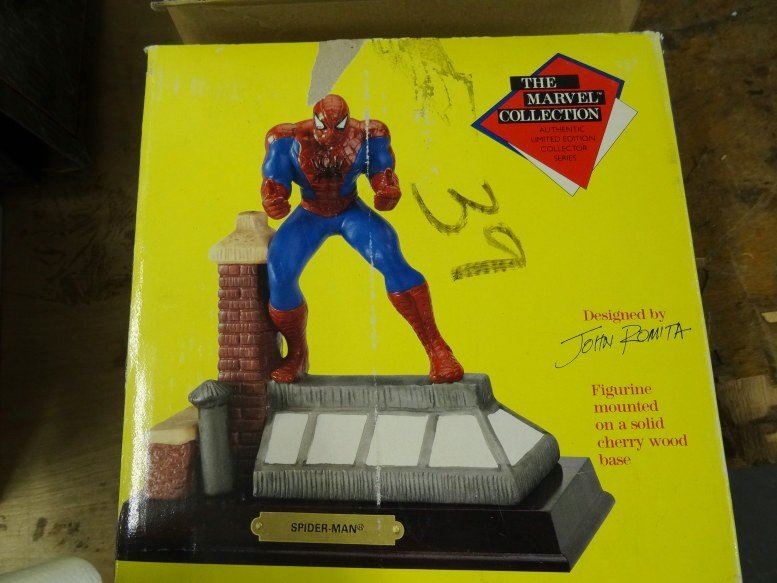 THE
MARVEL™
COLLECTION
AUTHENTIC
LIMITED EDITION
COLLECTOR
SERIES
39
Designed by
JOHN ROMITA
Figurine
mounted
on a solid
cherry wood
base
SPIDER-MAN®